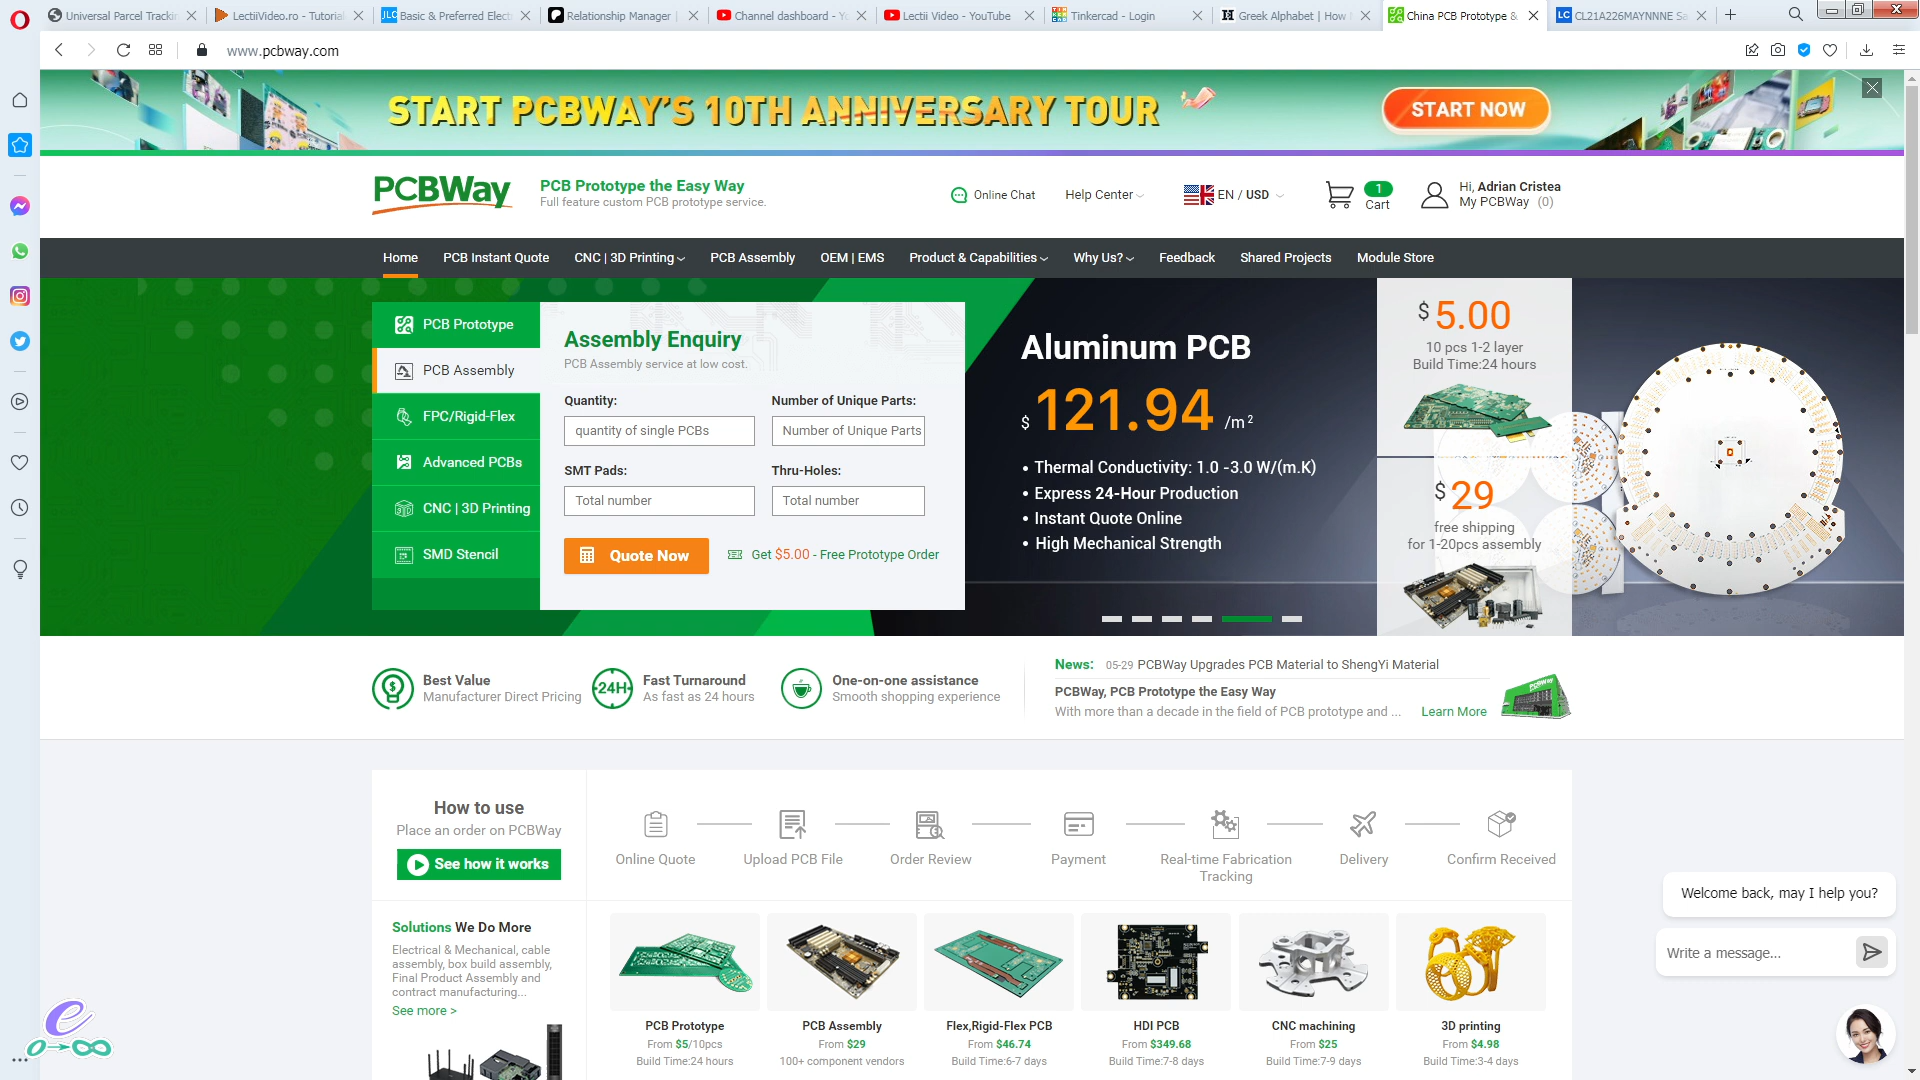 Universal Parcel Trackin
LectiiVideo.ro - Tutorial
Basic & Preferred Elect
Relationship Manager |
Channel dashboard - Yo
Lectii Video - YouTube
Tinkercad - Login
Greek Alphabet | How
China PCB Prototype &
CL21A226MAYNNNE Sa
www.pcbway.com
START PCBWAY'S 10TH ANNIVERSARY TOUR
START NOW
PCBWay
PCB Prototype the Easy Way
Full feature custom PCB prototype service.
Online Chat
Help Center
EN / USD
1
Cart
Hi, Adrian Cristea
My PCBWay (0)
Home
PCB Instant Quote
CNC | 3D Printing
PCB Assembly
OEM | EMS
Product & Capabilities
Why Us?
Feedback
Shared Projects
Module Store
PCB Prototype
PCB Assembly
FPC/Rigid-Flex
Advanced PCBs
CNC | 3D Printing
SMD Stencil
Assembly Enquiry
PCB Assembly service at low cost.
Quantity:
Number of Unique Parts:
quantity of single PCBs
Number of Unique Parts
SMT Pads:
Thru-Holes:
Total number
Total number
Quote Now
Get $5.00 - Free Prototype Order
Aluminum PCB
$ 121.94 /m²
• Thermal Conductivity: 1.0 -3.0 W/(m.K)
• Express 24-Hour Production
• Instant Quote Online
• High Mechanical Strength
$ 5.00
10 pcs 1-2 layer
Build Time:24 hours
$ 29
free shipping
for 1-20pcs assembly
Best Value
Manufacturer Direct Pricing
24H
Fast Turnaround
As fast as 24 hours
One-on-one assistance
Smooth shopping experience
News: 05-29 PCBWay Upgrades PCB Material to ShengYi Material
PCBWay, PCB Prototype the Easy Way
With more than a decade in the field of PCB prototype and ... Learn More
How to use
Place an order on PCBWay
See how it works
Online Quote
Upload PCB File
Order Review
Payment
Real-time Fabrication
Tracking
Delivery
Confirm Received
Solutions We Do More
Electrical & Mechanical, cable
assembly, box build assembly,
Final Product Assembly and
contract manufacturing...
See more >
PCB Prototype
From $5/10pcs
Build Time:24 hours
PCB Assembly
From $29
100+ component vendors
Flex,Rigid-Flex PCB
From $46.74
Build Time:6-7 days
HDI PCB
From $349.68
Build Time:7-8 days
CNC machining
From $25
Build Time:7-9 days
3D printing
From $4.98
Build Time:3-4 days
Welcome back, may I help you?
Write a message...